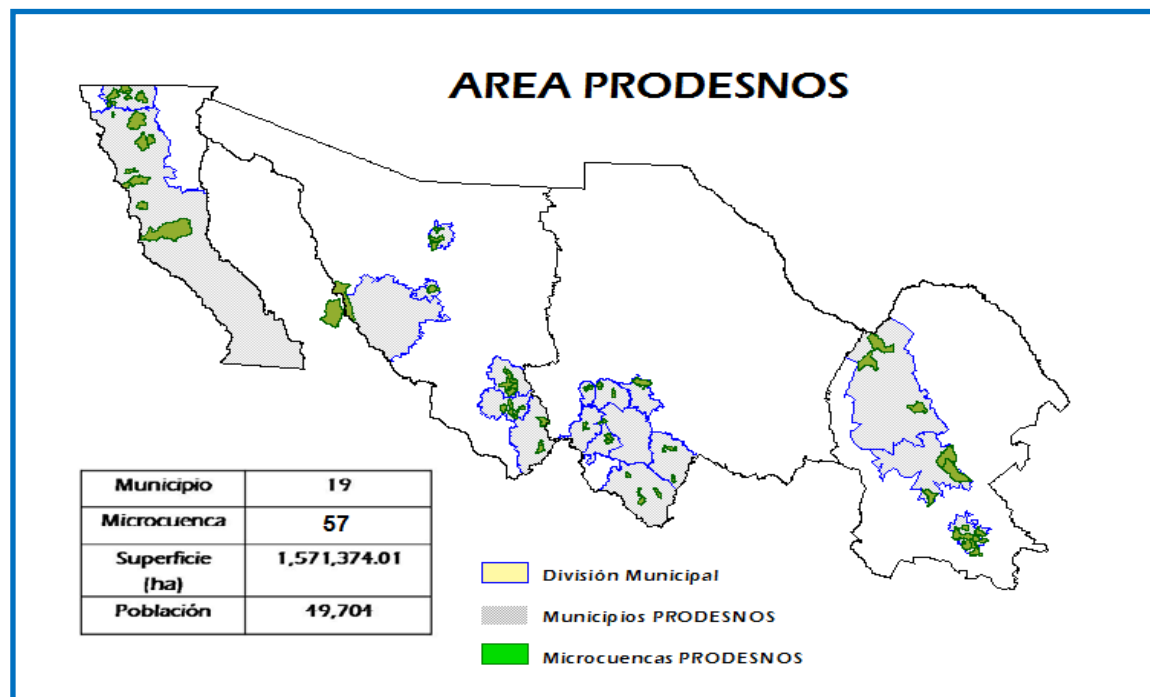 AREA PRODESNOS
Municipio 19
Microcuenca 57
Superficie 1,571,374.01
(ha)
Población 49,701
División Municipal
Municipios PRODESNOS
Microcuencas PRODESNOS